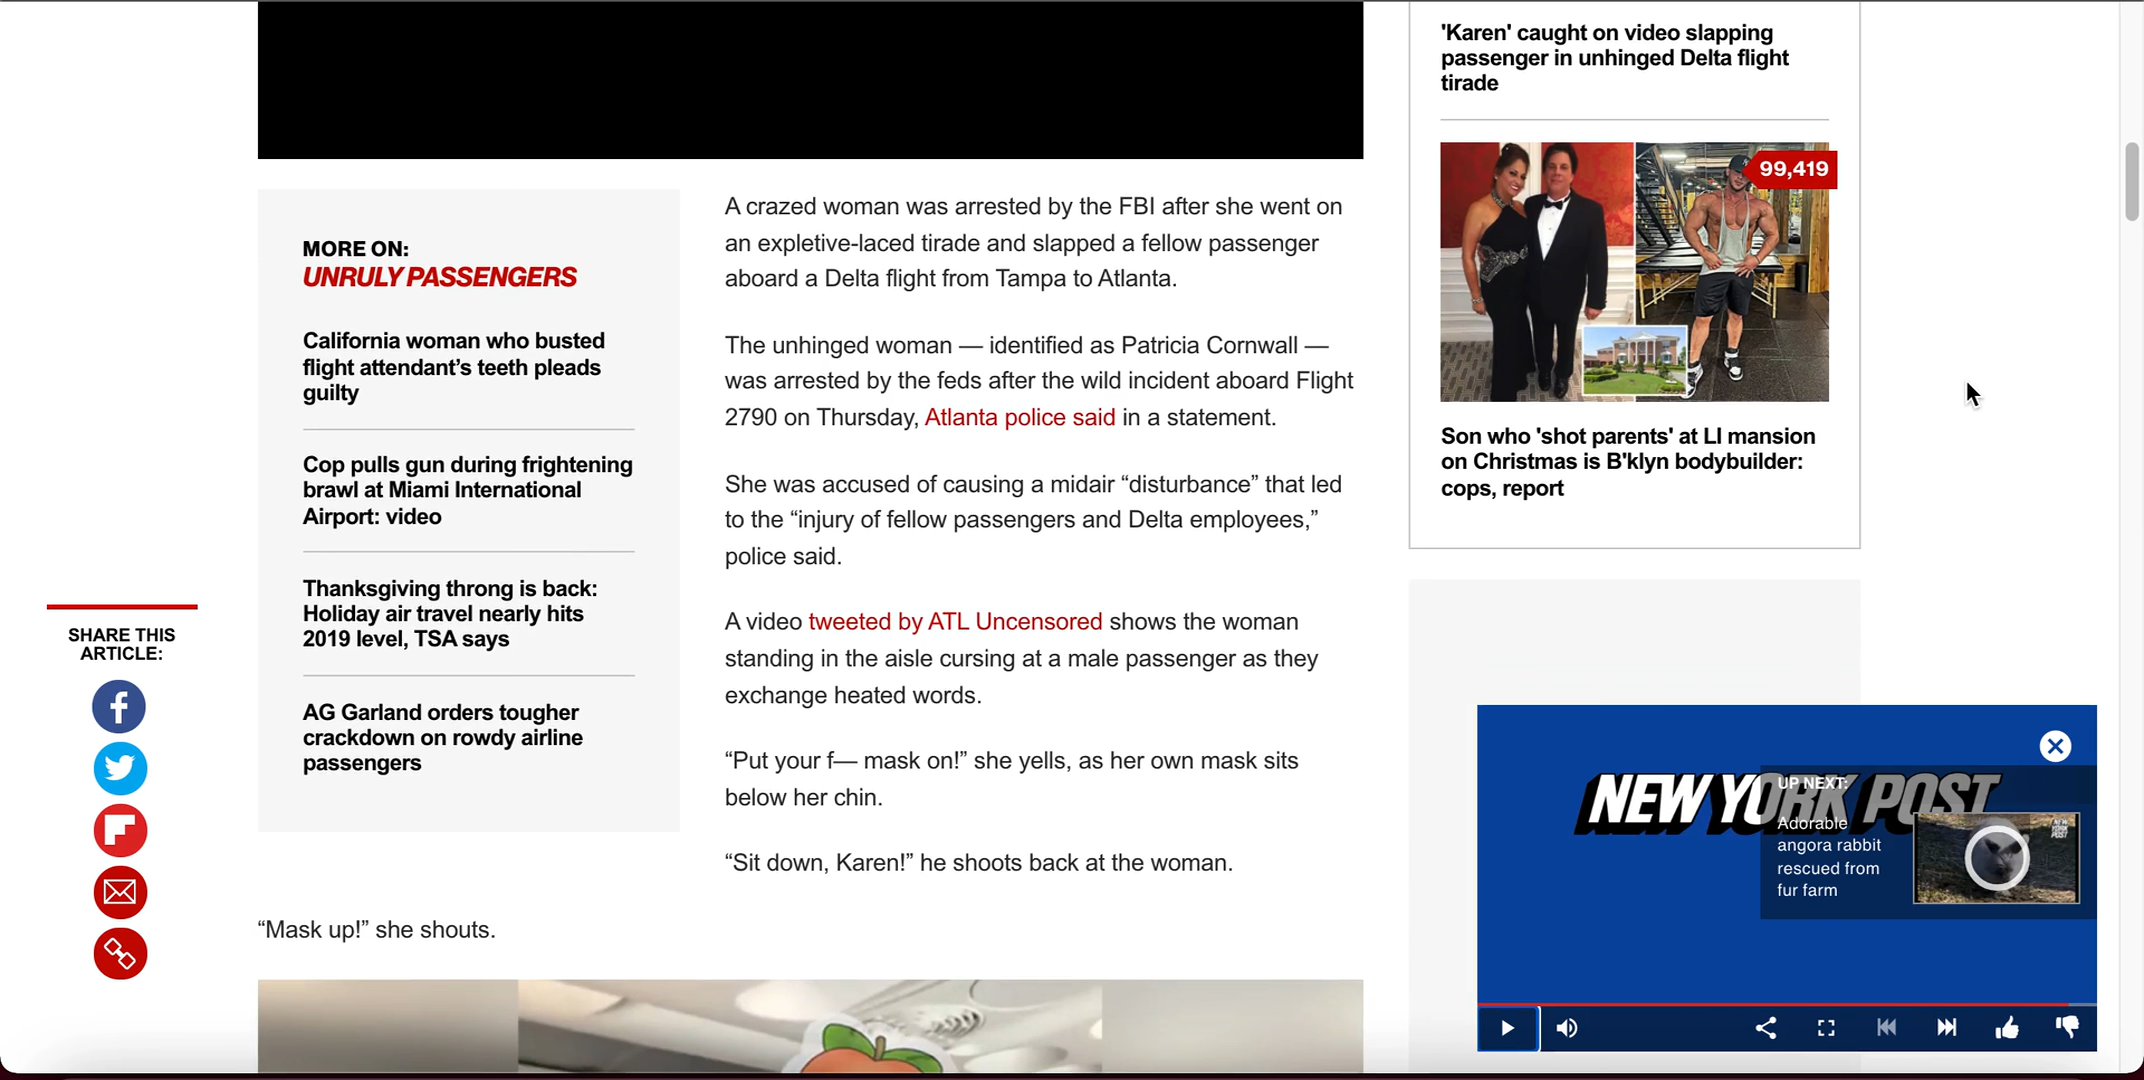 'Karen' caught on video slapping
passenger in unhinged Delta flight
tirade
99,419
Son who 'shot parents' at LI mansion
on Christmas is B'klyn bodybuilder:
cops, report
MORE ON:
UNRULY PASSENGERS
California woman who busted
flight attendant’s teeth pleads
guilty
Cop pulls gun during frightening
brawl at Miami International
Airport: video
Thanksgiving throng is back:
Holiday air travel nearly hits
2019 level, TSA says
AG Garland orders tougher
crackdown on rowdy airline
passengers
A crazed woman was arrested by the FBI after she went on
an expletive-laced tirade and slapped a fellow passenger
aboard a Delta flight from Tampa to Atlanta.
The unhinged woman — identified as Patricia Cornwall —
was arrested by the feds after the wild incident aboard Flight
2790 on Thursday, Atlanta police said in a statement.
She was accused of causing a midair “disturbance” that led
to the “injury of fellow passengers and Delta employees,”
police said.
A video tweeted by ATL Uncensored shows the woman
standing in the aisle cursing at a male passenger as they
exchange heated words.
“Put your f— mask on!” she yells, as her own mask sits
below her chin.
“Sit down, Karen!” he shoots back at the woman.
“Mask up!” she shouts.
SHARE THIS
ARTICLE:
NEW YORK POST
UP NEXT:
Adorable
angora rabbit
rescued from
fur farm
NEW
YORK
POST